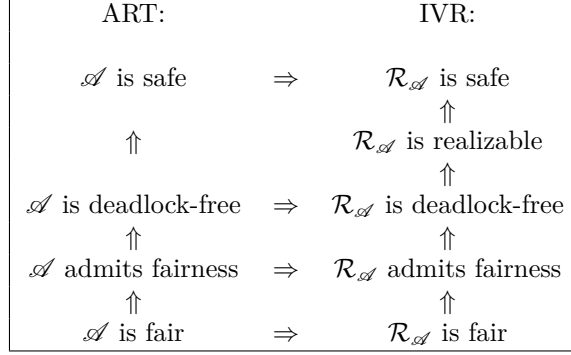 ART: IVR:
𝒜 is safe ⇒ ℛ𝒜 is safe
⇑
⇑ ℛ𝒜 is realizable
⇑
𝒜 is deadlock-free ⇒ ℛ𝒜 is deadlock-free
⇑ ⇑
𝒜 admits fairness ⇒ ℛ𝒜 admits fairness
⇑ ⇑
𝒜 is fair ⇒ ℛ𝒜 is fair